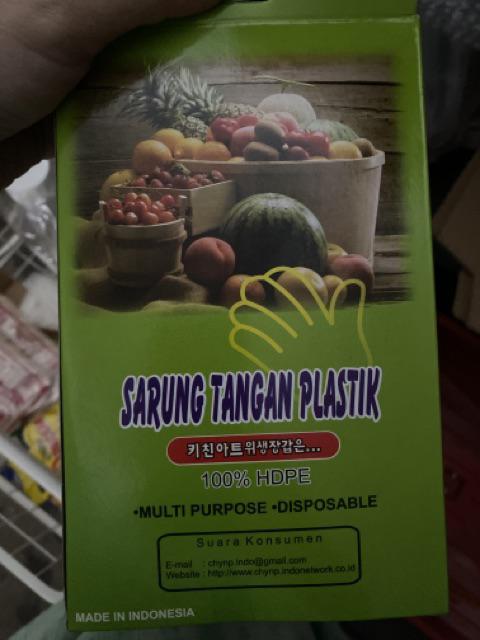 SARUNG TANGAN PLASTIK
키친아트위생장갑은...
100% HDPE
•MULTI PURPOSE •DISPOSABLE
Suara Konsumen
E-mail : chynp.indo@gmail.com
Website : http://www.chynp.indonetwork.co.id
MADE IN INDONESIA